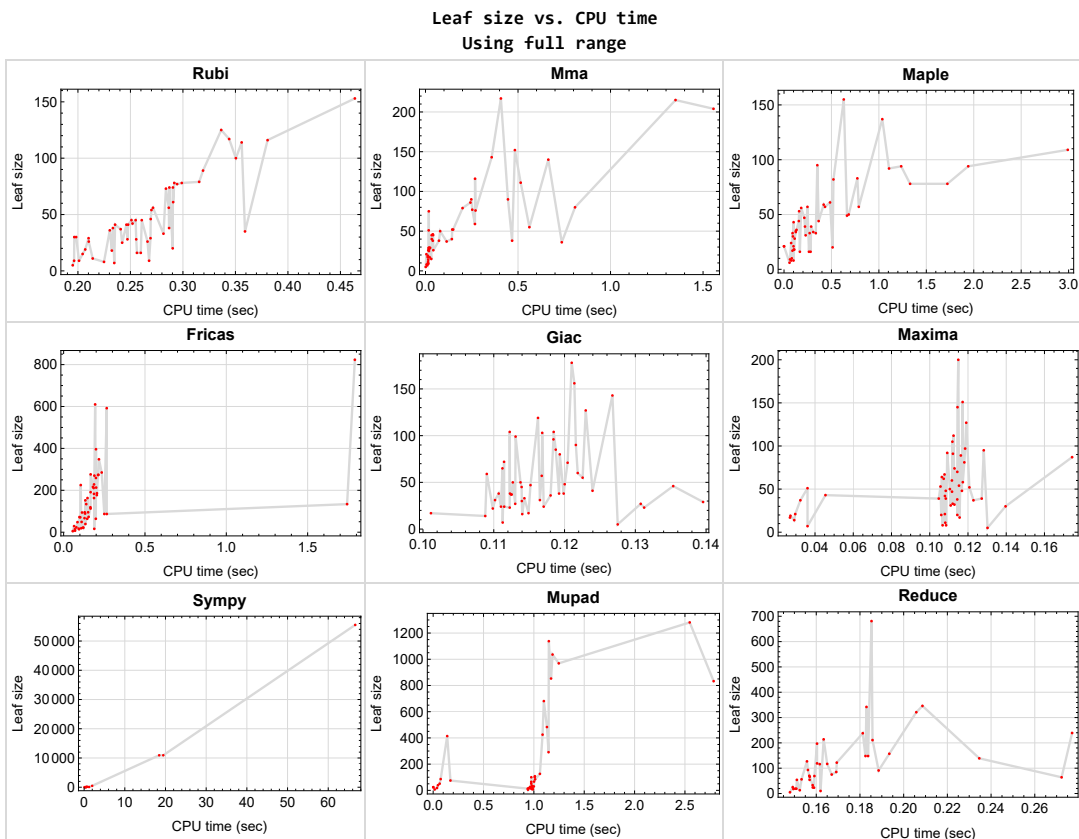 Leaf size vs. CPU time
Using full range
Rubi
Leaf size
150
100
50
0
0.20 0.25 0.30 0.35 0.40 0.45
CPU time (sec)
Mma
Leaf size
200
150
100
50
0
0.0 0.5 1.0 1.5
CPU time (sec)
Maple
Leaf size
150
100
50
0
0.0 0.5 1.0 1.5 2.0 2.5 3.0
CPU time (sec)
Fricas
Leaf size
800
600
400
200
0
0.0 0.5 1.0 1.5
CPU time (sec)
Giac
Leaf size
150
100
50
0
0.10 0.11 0.12 0.13 0.14
CPU time (sec)
Maxima
Leaf size
200
150
100
50
0
0.04 0.06 0.08 0.10 0.12 0.14 0.16
CPU time (sec)
Sympy
Leaf size
50 000
40 000
30 000
20 000
10 000
0
0 10 20 30 40 50 60
CPU time (sec)
Mupad
Leaf size
1200
1000
800
600
400
200
0
0.0 0.5 1.0 1.5 2.0 2.5
CPU time (sec)
Reduce
Leaf size
700
600
500
400
300
200
100
0
0.16 0.18 0.20 0.22 0.24 0.26
CPU time (sec)